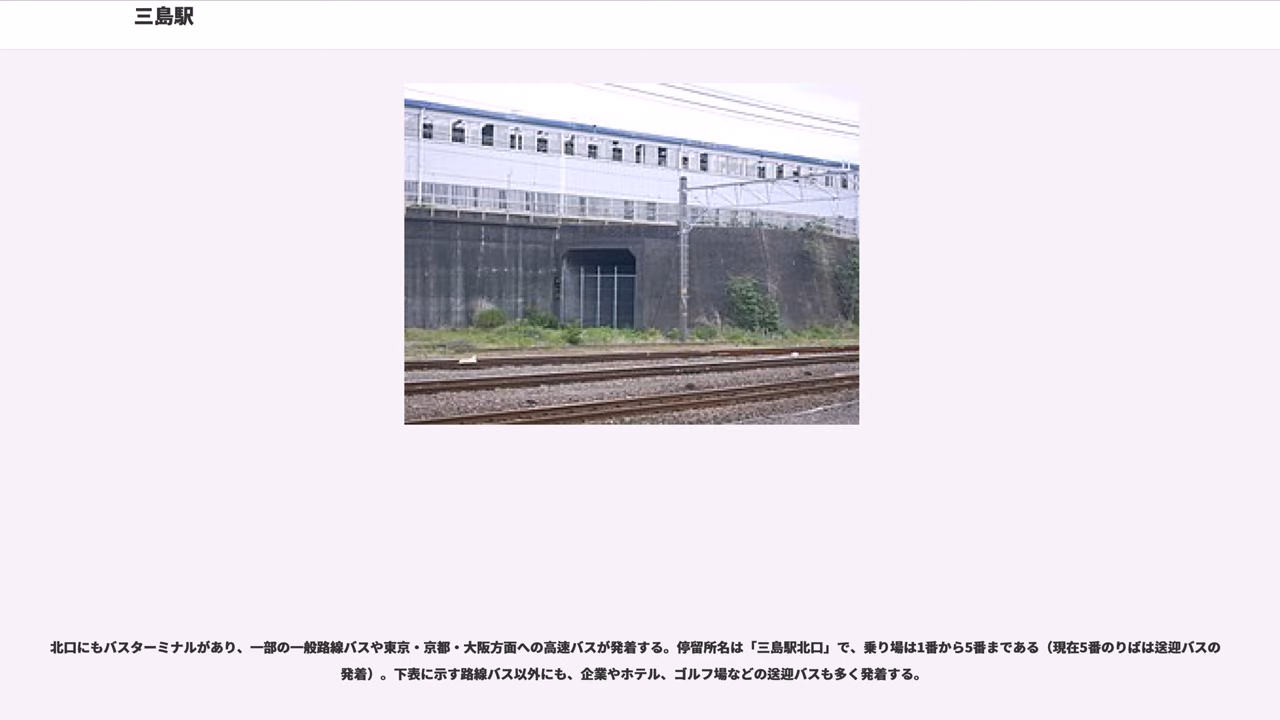 三島駅
北口にもバスターミナルがあり、一部の一般路線バスや東京・京都・大阪方面への高速バスが発着する。停留所名は「三島駅北口」で、乗り場は1番から5番まである（現在5番のりばは送迎バスの
発着）。下表に示す路線バス以外にも、企業やホテル、ゴルフ場などの送迎バスも多く発着する。